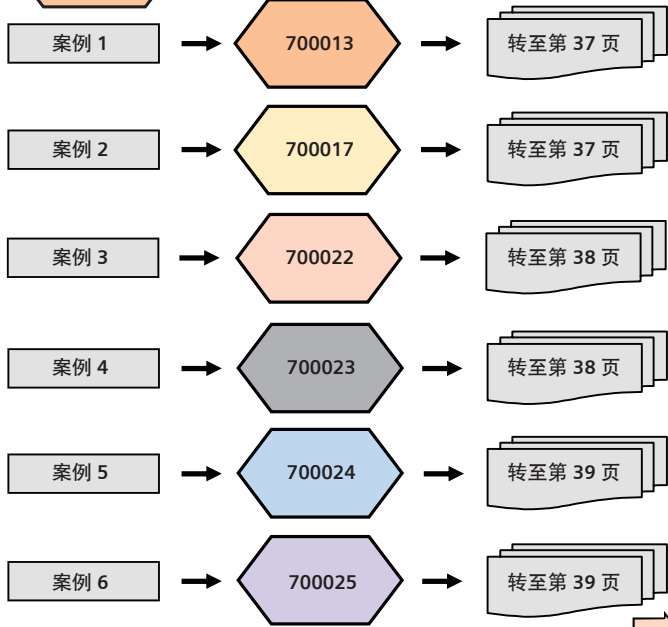 案例 1
700013
转至第 37 页
案例 2
700017
转至第 37 页
案例 3
700022
转至第 38 页
案例 4
700023
转至第 38 页
案例 5
700024
转至第 39 页
案例 6
700025
转至第 39 页